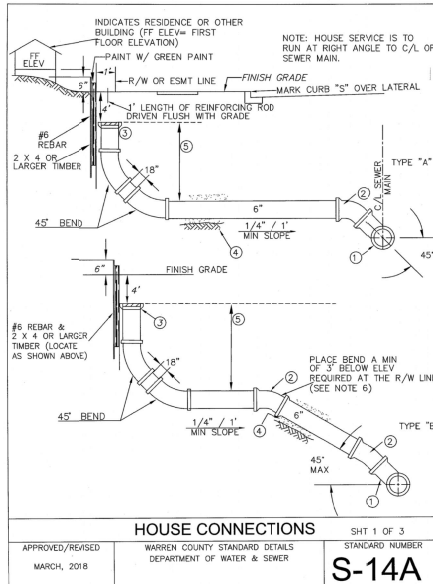 INDICATES RESIDENCE OR OTHER
BUILDING (FF ELEV= FIRST
FLOOR ELEVATION)
FF
ELEV
PAINT W/ GREEN PAINT
NOTE: HOUSE SERVICE IS TO
RUN AT RIGHT ANGLE TO C/L OF
SEWER MAIN.
1'
R/W OR ESMT LINE
FINISH GRADE
MARK CURB "S" OVER LATERAL
4'
1' LENGTH OF REINFORCING ROD
DRIVEN FLUSH WITH GRADE
#6
REBAR
2 X 4 OR
LARGER TIMBER
3
5
18"
TYPE "A"
C/L SEWER
MAIN
2
6"
45° BEND
1/4" / 1'
MIN SLOPE
4
1
45°
6"
FINISH GRADE
4'
3
5
#6 REBAR &
2 X 4 OR LARGER
TIMBER (LOCATE
AS SHOWN ABOVE)
18"
2
PLACE BEND A MIN
OF 3' BELOW ELEV
REQUIRED AT THE R/W LINE
(SEE NOTE 6)
6"
45° BEND
1/4" / 1'
MIN SLOPE
4
2
TYPE "B
45°
MAX
1
HOUSE CONNECTIONS
SHT 1 OF 3
APPROVED/REVISED
MARCH, 2018
WARREN COUNTY STANDARD DETAILS
DEPARTMENT OF WATER & SEWER
STANDARD NUMBER
S-14A